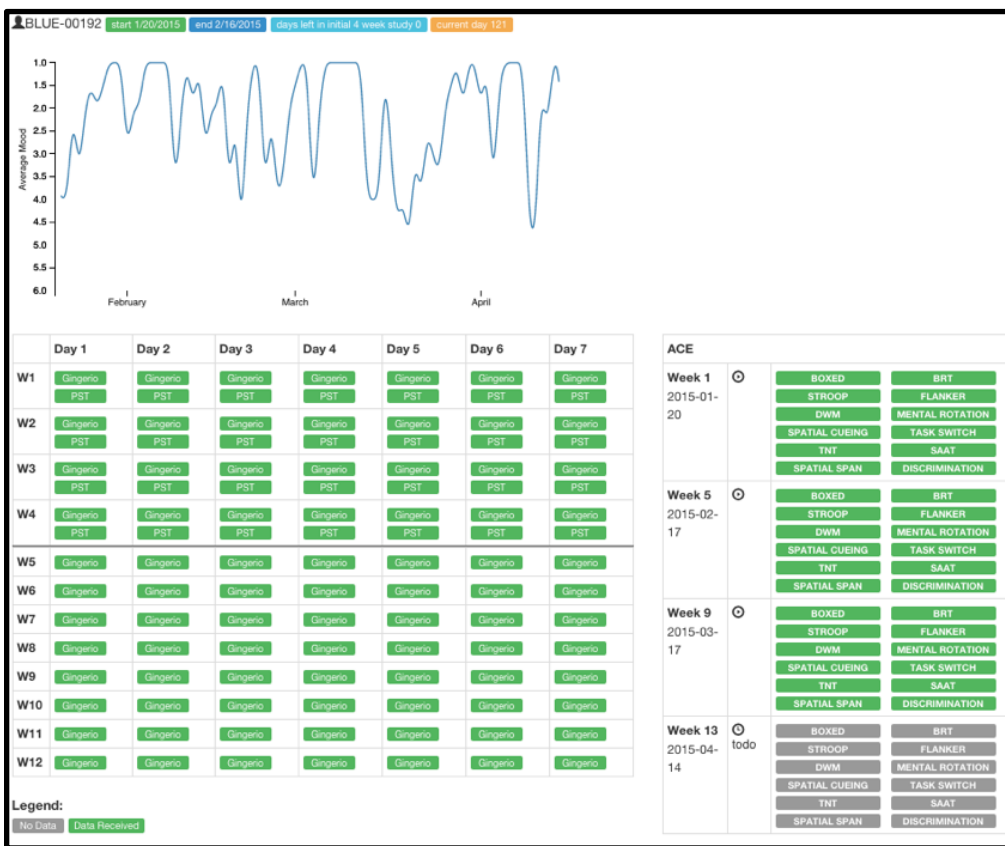 BLUE-00192 start 1/20/2015 end 2/16/2015 days left in initial 4 week study 0 current day 121
Average Mood
1.0
1.5
2.0
2.5
3.0
3.5
4.0
4.5
5.0
5.5
6.0
February March April
Day 1 Day 2 Day 3 Day 4 Day 5 Day 6 Day 7
W1 Gingerio Gingerio Gingerio Gingerio Gingerio Gingerio Gingerio
PST PST PST PST PST PST PST
W2 Gingerio Gingerio Gingerio Gingerio Gingerio Gingerio Gingerio
PST PST PST PST PST PST PST
W3 Gingerio Gingerio Gingerio Gingerio Gingerio Gingerio Gingerio
PST PST PST PST PST PST PST
W4 Gingerio Gingerio Gingerio Gingerio Gingerio Gingerio Gingerio
PST PST PST PST PST PST PST
W5 Gingerio Gingerio Gingerio Gingerio Gingerio Gingerio Gingerio
W6 Gingerio Gingerio Gingerio Gingerio Gingerio Gingerio Gingerio
W7 Gingerio Gingerio Gingerio Gingerio Gingerio Gingerio Gingerio
W8 Gingerio Gingerio Gingerio Gingerio Gingerio Gingerio Gingerio
W9 Gingerio Gingerio Gingerio Gingerio Gingerio Gingerio Gingerio
W10 Gingerio Gingerio Gingerio Gingerio Gingerio Gingerio Gingerio
W11 Gingerio Gingerio Gingerio Gingerio Gingerio Gingerio Gingerio
W12 Gingerio Gingerio Gingerio Gingerio Gingerio Gingerio Gingerio
Legend:
No Data Data Received
ACE
Week 1
2015-01-
20
BOXED BRT
STROOP FLANKER
DWM MENTAL ROTATION
SPATIAL CUEING TASK SWITCH
TNT SAAT
SPATIAL SPAN DISCRIMINATION
Week 5
2015-02-
17
BOXED BRT
STROOP FLANKER
DWM MENTAL ROTATION
SPATIAL CUEING TASK SWITCH
TNT SAAT
SPATIAL SPAN DISCRIMINATION
Week 9
2015-03-
17
BOXED BRT
STROOP FLANKER
DWM MENTAL ROTATION
SPATIAL CUEING TASK SWITCH
TNT SAAT
SPATIAL SPAN DISCRIMINATION
Week 13
2015-04-
14
todo
BOXED BRT
STROOP FLANKER
DWM MENTAL ROTATION
SPATIAL CUEING TASK SWITCH
TNT SAAT
SPATIAL SPAN DISCRIMINATION